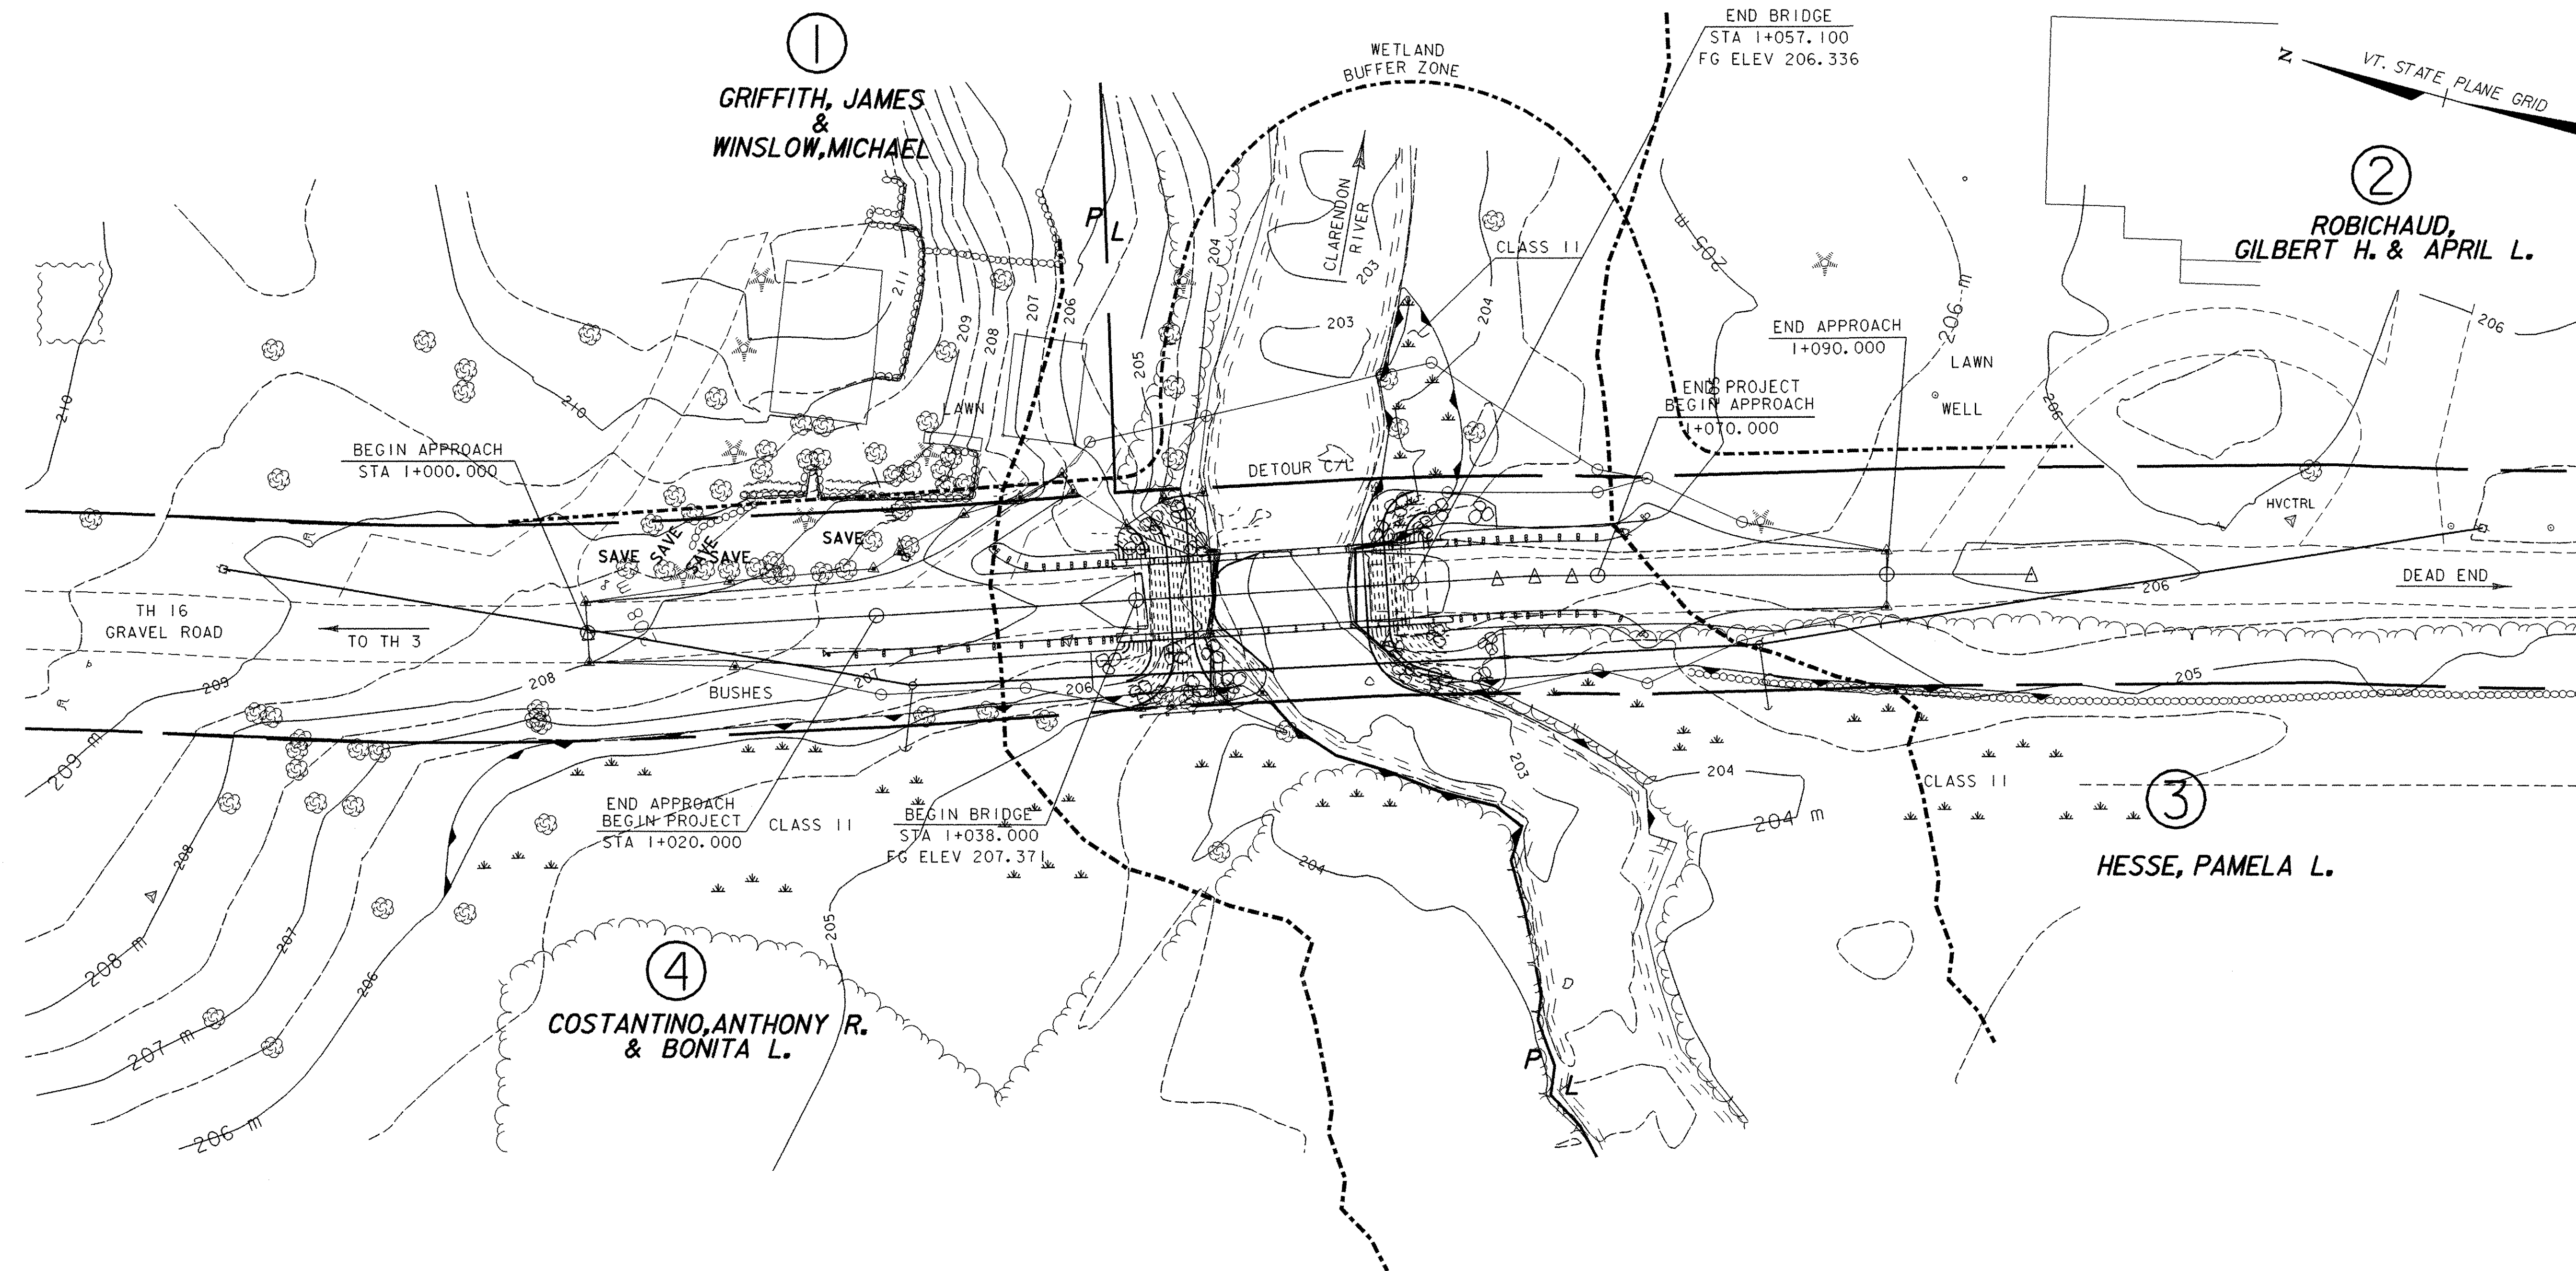 1
GRIFFITH, JAMES
&
WINSLOW,MICHAEL
WETLAND
BUFFER ZONE
END BRIDGE
STA 1+057.100
FG ELEV 206.336
N
VT. STATE PLANE GRID
2
ROBICHAUD,
GILBERT H. & APRIL L.
CLARENDON
RIVER
CLASS II
P
L
204
203
203
204
205 m
206 m
END APPROACH
1+090.000
LAWN
WELL
206
206
211
209
208
207
206
205
210
210
LAWN
BEGIN APPROACH
STA 1+000.000
END PROJECT
BEGIN APPROACH
1+070.000
DETOUR C/L
HVCTRL
SAVE
SAVE
SAVE
SAVE
SAVE
TH 16
GRAVEL ROAD
TO TH 3
DEAD END
206
205
209
208
207
206
BUSHES
209 m
END APPROACH
BEGIN PROJECT
STA 1+020.000
CLASS II
BEGIN BRIDGE
STA 1+038.000
FG ELEV 207.371
203
204
204 m
CLASS II
3
HESSE, PAMELA L.
204
205
208
207
206
208 m
207 m
206 m
4
COSTANTINO,ANTHONY R.
& BONITA L.
P
L